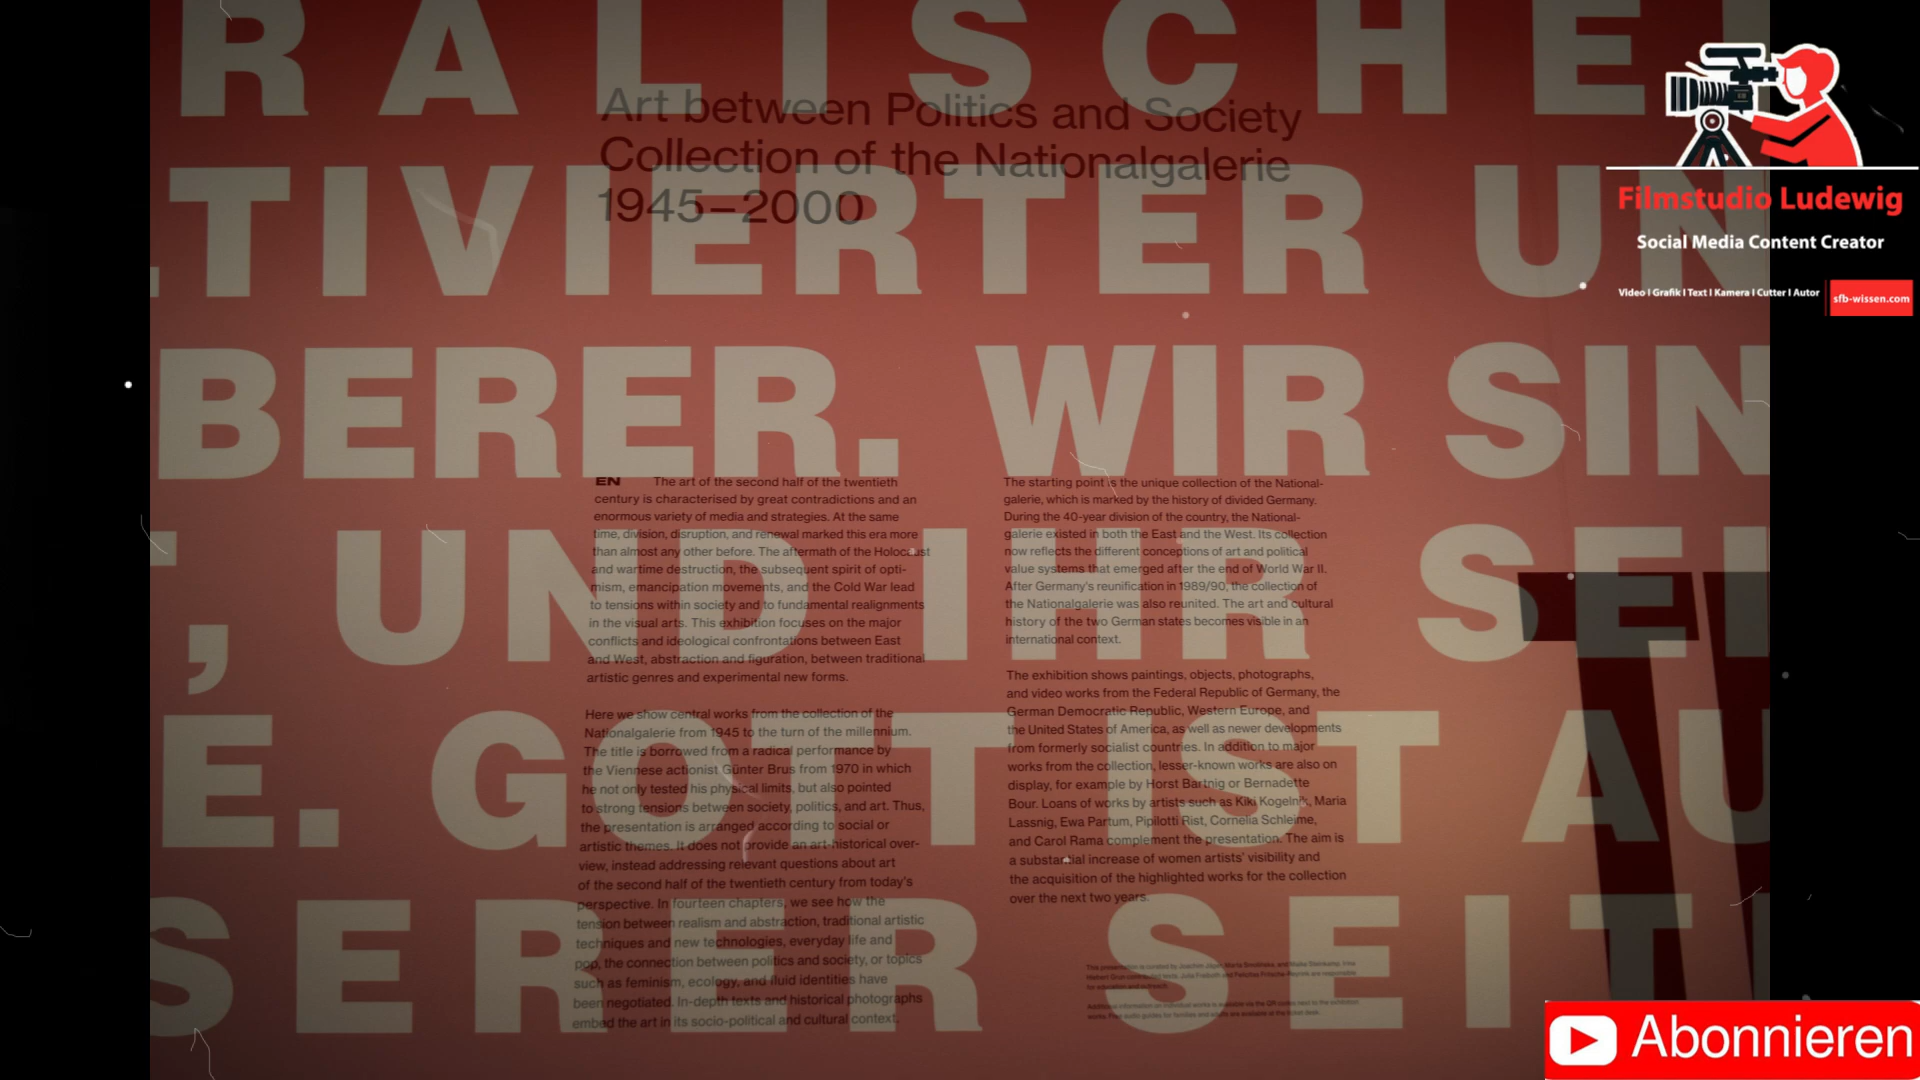 RALISCHE
TIVIERTER UN
BERER. WIR SIN
, UND IHR SEI
E. GOTT IST AU
SERER SEIT
Art between Politics and Society
Collection of the Nationalgalerie
1945–2000
EN The art of the second half of the twentieth
century is characterised by great contradictions and an
enormous variety of media and strategies. At the same
time, division, disruption, and renewal marked this era more
than almost any other before. The aftermath of the Holocaust
and wartime destruction, the subsequent spirit of opti-
mism, emancipation movements, and the Cold War lead
to tensions within society and to fundamental realignments
in the visual arts. This exhibition focuses on the major
conflicts and ideological confrontations between East
and West, abstraction and figuration, between traditional
artistic genres and experimental new forms.
Here we show central works from the collection of the
Nationalgalerie from 1945 to the turn of the millennium.
The title is borrowed from a radical performance by
the Viennese actionist Günter Brus from 1970 in which
he not only tested his physical limits, but also pointed
to strong tensions between society, politics, and art. Thus,
the presentation is arranged according to social or
artistic themes. It does not provide an art-historical over-
view, instead addressing relevant questions about art
of the second half of the twentieth century from today's
perspective. In fourteen chapters, we see how the
tension between realism and abstraction, traditional artistic
techniques and new technologies, everyday life and
pop, the connection between politics and society, or topics
such as feminism, ecology, and fluid identities have
been negotiated. In-depth texts and historical photographs
embed the art in its socio-political and cultural context.
The starting point is the unique collection of the National-
galerie, which is marked by the history of divided Germany.
During the 40-year division of the country, the National-
galerie existed in both the East and the West. Its collection
now reflects the different conceptions of art and political
value systems that emerged after the end of World War II.
After Germany's reunification in 1989/90, the collection of
the Nationalgalerie was also reunited. The art and cultural
history of the two German states becomes visible in an
international context.
The exhibition shows paintings, objects, photographs,
and video works from the Federal Republic of Germany, the
German Democratic Republic, Western Europe, and
the United States of America, as well as newer developments
from formerly socialist countries. In addition to major
works from the collection, lesser-known works are also on
display, for example by Horst Bartnig or Bernadette
Bour. Loans of works by artists such as Kiki Kogelnik, Maria
Lassnig, Ewa Partum, Pipilotti Rist, Cornelia Schleime,
and Carol Rama complement the presentation. The aim is
a substantial increase of women artists' visibility and
the acquisition of the highlighted works for the collection
over the next two years.
Filmstudio Ludewig
Social Media Content Creator
Video I Grafik I Text I Kamera I Cutter I Autor
sfb-wissen.com
Abonnieren